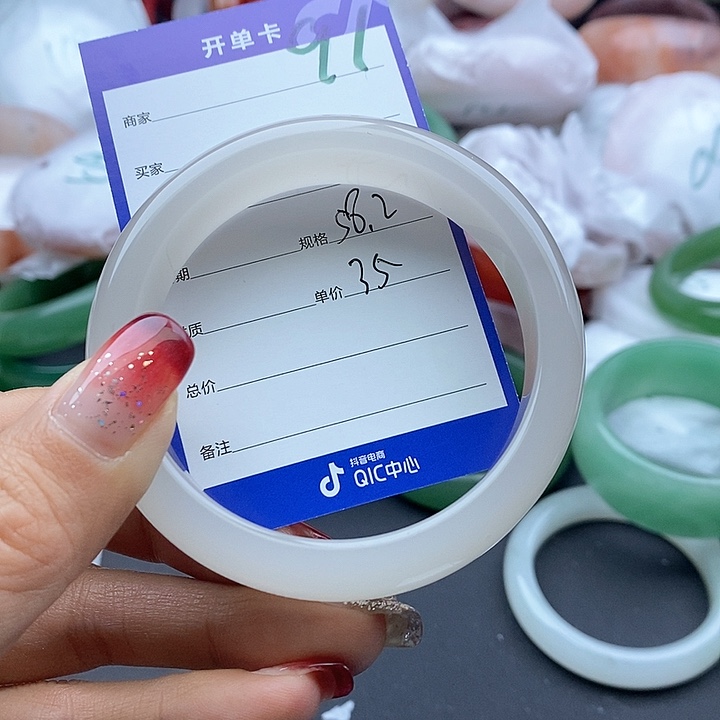 开单卡 91
商家
买家
期 规格 56.2
质 单价 35
总价
备注
抖音电商
QIC中心